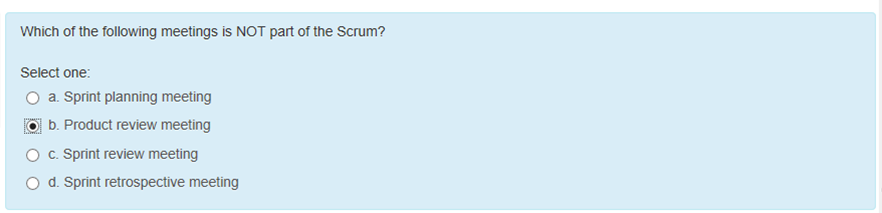 Which of the following meetings is NOT part of the Scrum?
Select one:
a. Sprint planning meeting
b. Product review meeting
c. Sprint review meeting
d. Sprint retrospective meeting